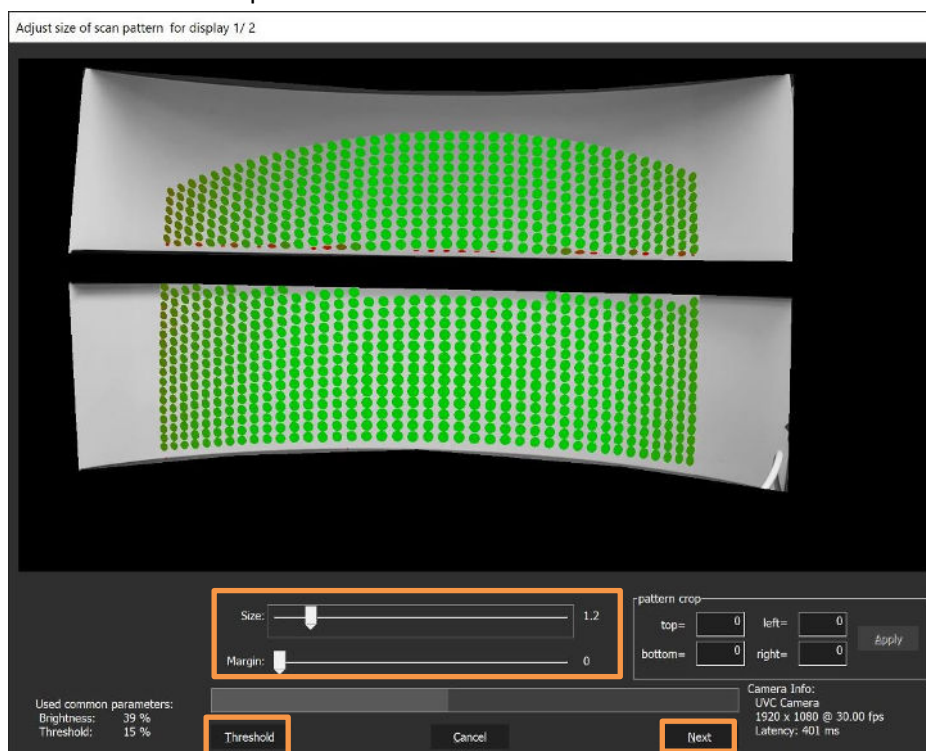 Adjust size of scan pattern for display 1/ 2
Size: 1.2
Margin: 0
pattern crop
top= 0 left= 0
bottom= 0 right= 0
Apply
Used common parameters:
Brightness: 39 %
Threshold: 15 %
Threshold
Cancel
Next
Camera Info:
UVC Camera
1920 x 1080 @ 30.00 fps
Latency: 401 ms